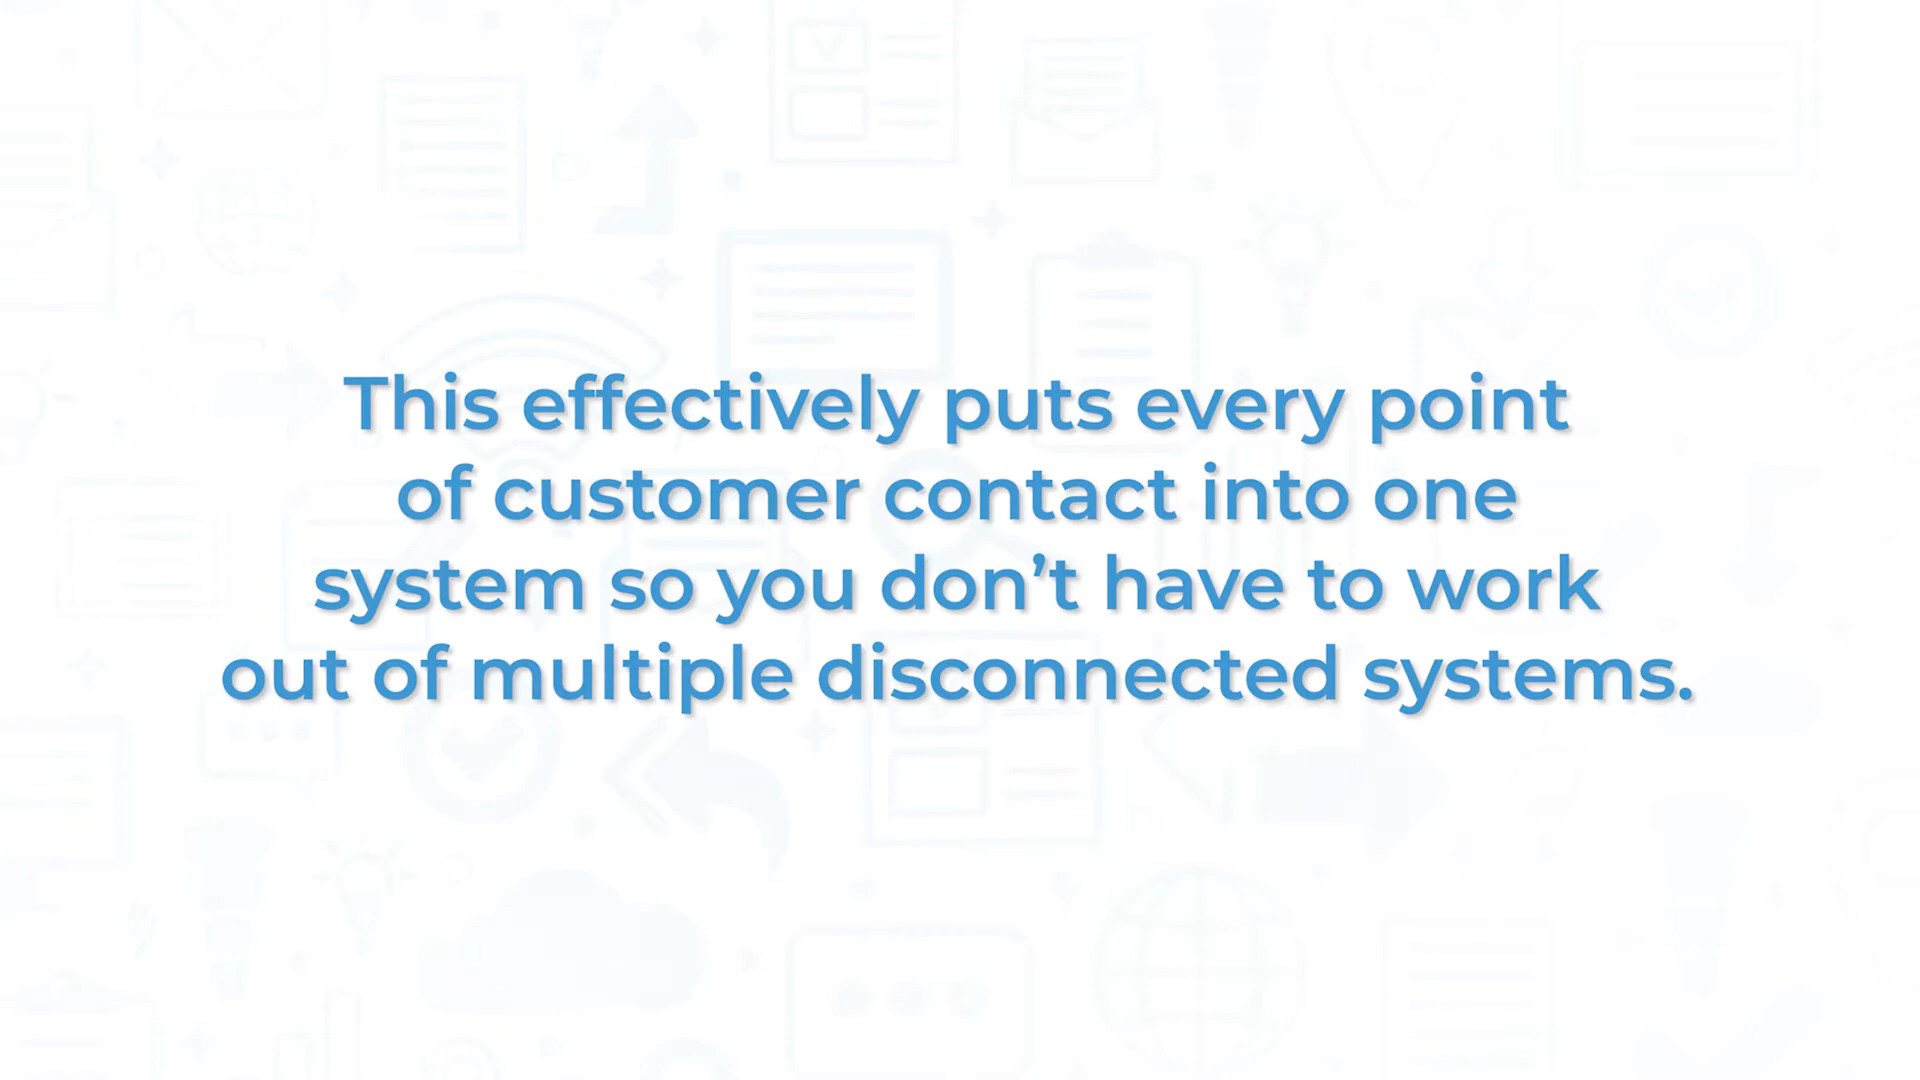 This effectively puts every point
of customer contact into one
system so you don’t have to work
out of multiple disconnected systems.